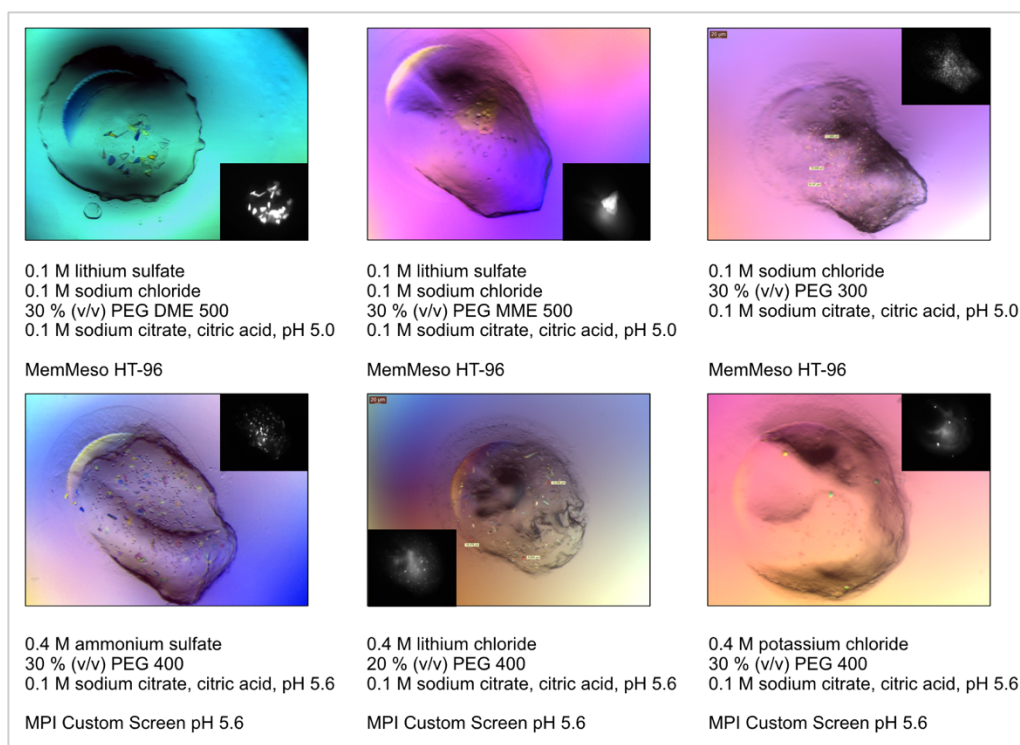 20 µm
0.1 M lithium sulfate
0.1 M sodium chloride
30 % (v/v) PEG DME 500
0.1 M sodium citrate, citric acid, pH 5.0
MemMeso HT-96
0.1 M lithium sulfate
0.1 M sodium chloride
30 % (v/v) PEG MME 500
0.1 M sodium citrate, citric acid, pH 5.0
MemMeso HT-96
0.1 M sodium chloride
30 % (v/v) PEG 300
0.1 M sodium citrate, citric acid, pH 5.0
MemMeso HT-96
20 µm
0.4 M ammonium sulfate
30 % (v/v) PEG 400
0.1 M sodium citrate, citric acid, pH 5.6
MPI Custom Screen pH 5.6
0.4 M lithium chloride
20 % (v/v) PEG 400
0.1 M sodium citrate, citric acid, pH 5.6
MPI Custom Screen pH 5.6
0.4 M potassium chloride
30 % (v/v) PEG 400
0.1 M sodium citrate, citric acid, pH 5.6
MPI Custom Screen pH 5.6